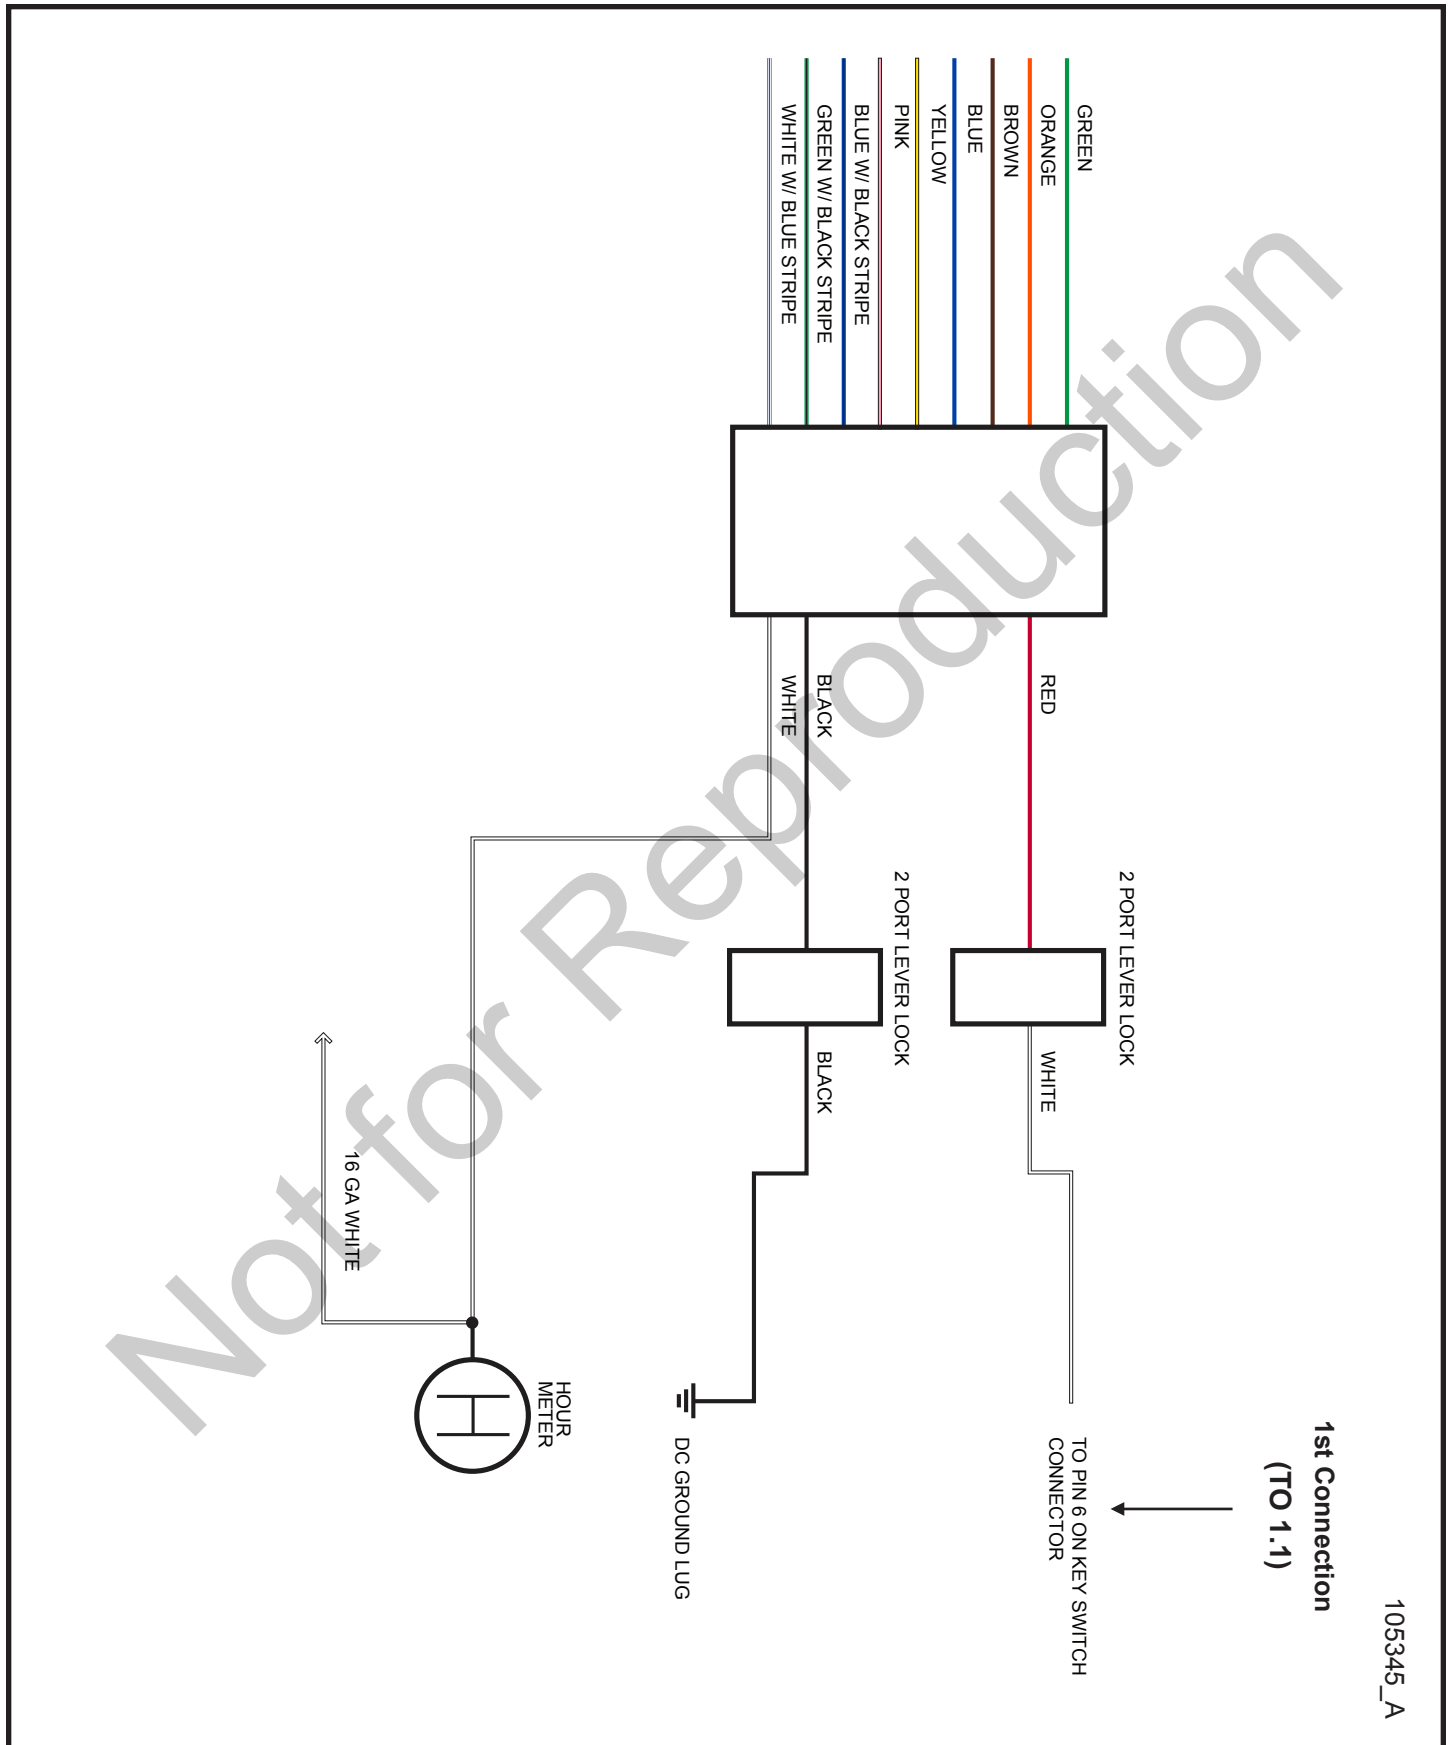 105345_A
1st Connection
(TO 1.1)
GREEN
ORANGE
BROWN
BLUE
YELLOW
PINK
BLUE W/ BLACK STRIPE
GREEN W/ BLACK STRIPE
WHITE W/ BLUE STRIPE
RED
BLACK
WHITE
2 PORT LEVER LOCK
WHITE
TO PIN 6 ON KEY SWITCH
CONNECTOR
2 PORT LEVER LOCK
BLACK
DC GROUND LUG
HOUR
METER
16 GA WHITE
Not for Reproduction